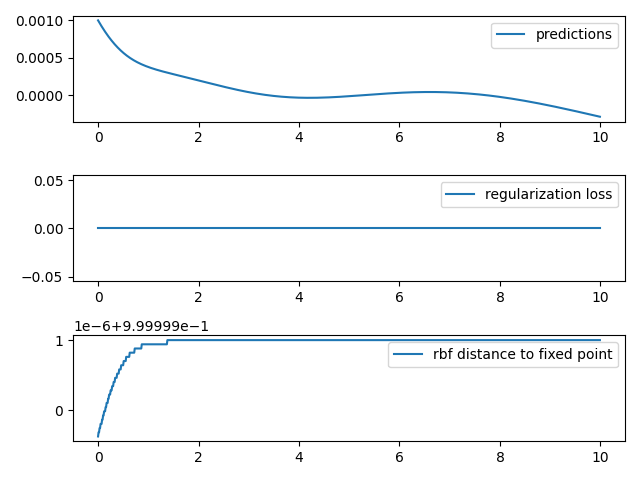 0.0010
0.0005
0.0000
predictions
0 2 4 6 8 10
0.05
0.00
−0.05
regularization loss
0 2 4 6 8 10
1e-6+9.99999e-1
1
0
rbf distance to fixed point
0 2 4 6 8 10